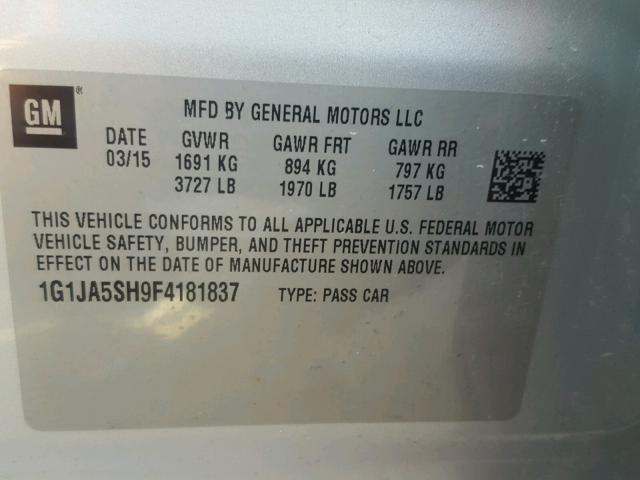 GM ®
MFD BY GENERAL MOTORS LLC
DATE GVWR GAWR FRT GAWR RR
03/15 1691 KG 894 KG 797 KG
3727 LB 1970 LB 1757 LB
THIS VEHICLE CONFORMS TO ALL APPLICABLE U.S. FEDERAL MOTOR
VEHICLE SAFETY, BUMPER, AND THEFT PREVENTION STANDARDS IN
EFFECT ON THE DATE OF MANUFACTURE SHOWN ABOVE.
1G1JA5SH9F4181837 TYPE: PASS CAR